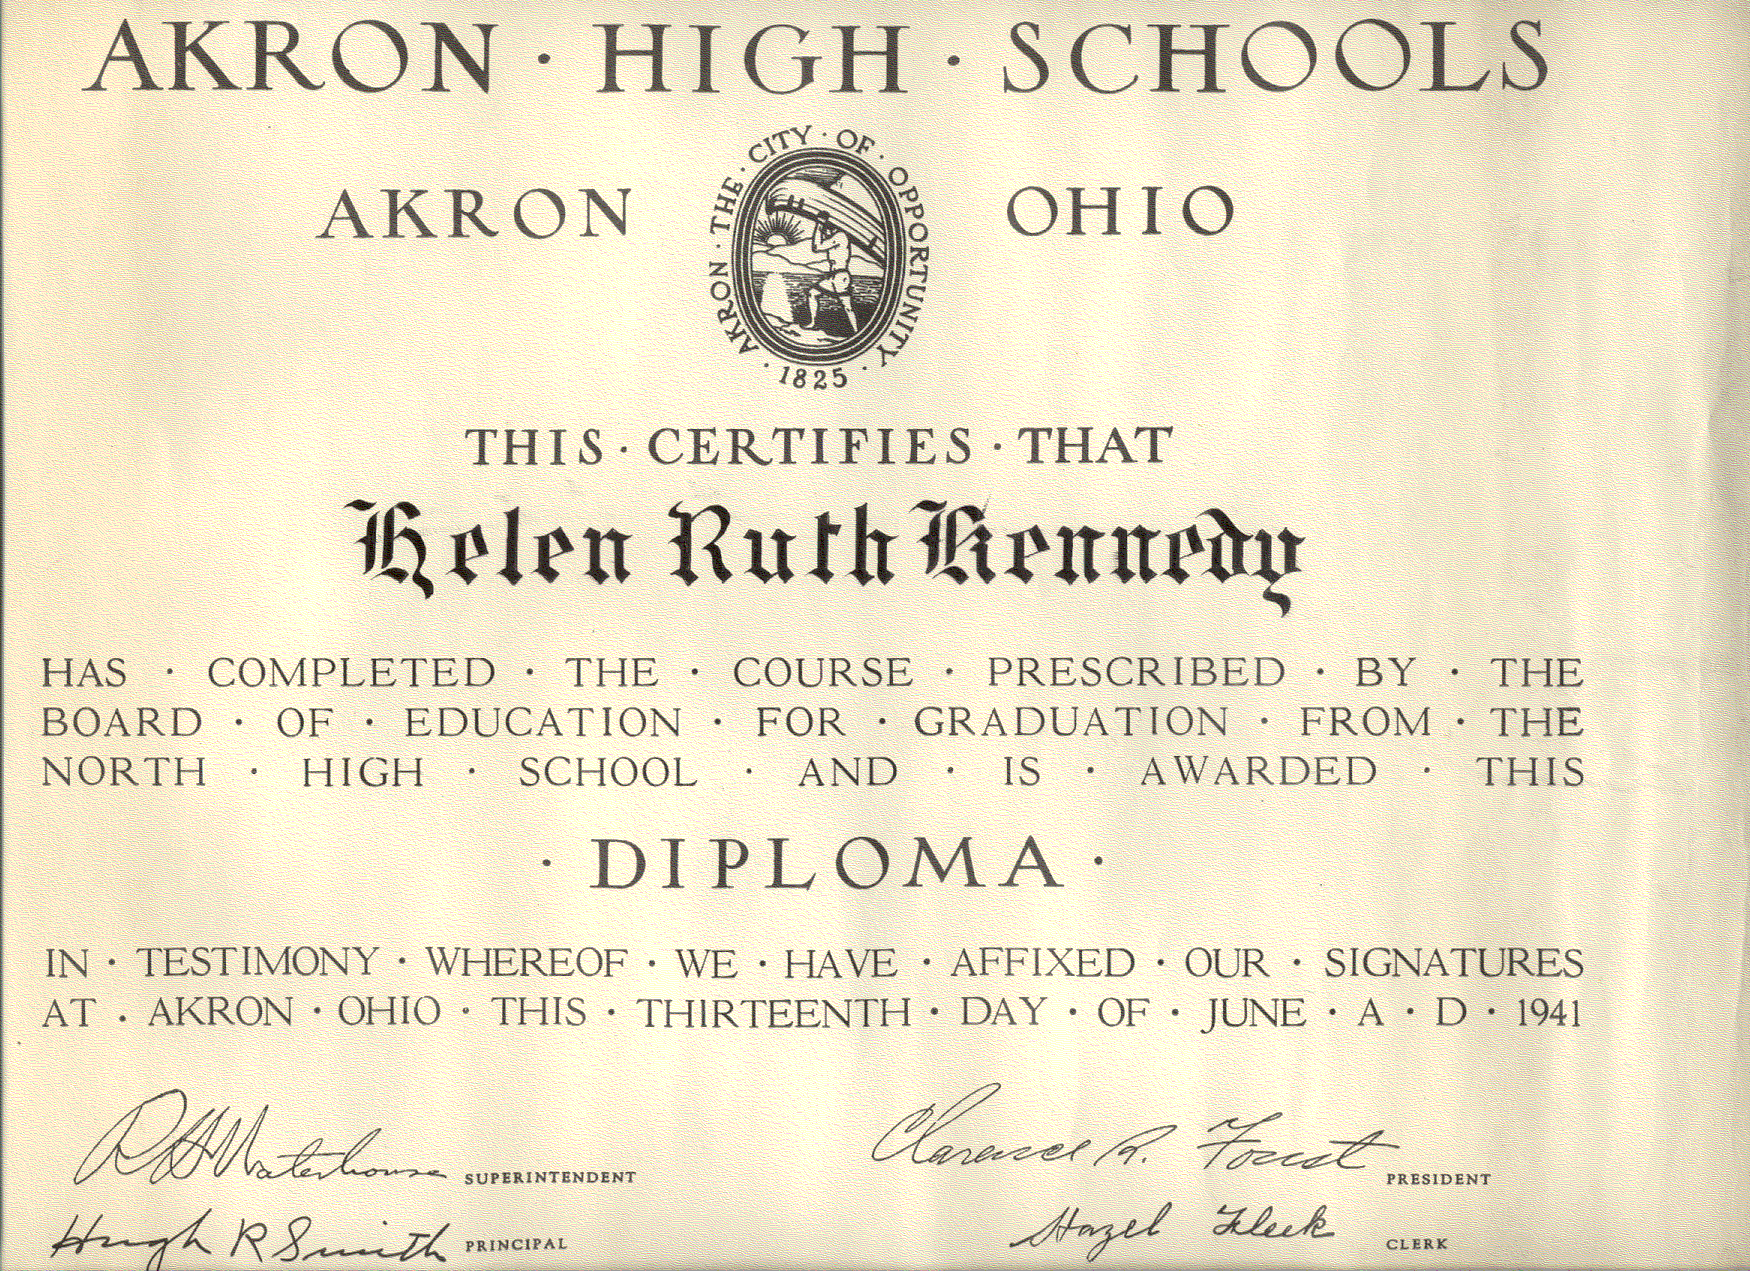 AKRON · HIGH · SCHOOLS
AKRON OHIO
AKRON · THE · CITY · OF · OPPORTUNITY · 1825 ·
THIS · CERTIFIES · THAT
Helen Ruth Kennedy
HAS · COMPLETED · THE · COURSE · PRESCRIBED · BY · THE
BOARD · OF · EDUCATION · FOR · GRADUATION · FROM · THE
NORTH · HIGH · SCHOOL · AND · IS · AWARDED · THIS
· DIPLOMA ·
IN · TESTIMONY · WHEREOF · WE · HAVE · AFFIXED · OUR · SIGNATURES
AT · AKRON · OHIO · THIS · THIRTEENTH · DAY · OF · JUNE · A · D · 1941
R H Waterhouse SUPERINTENDENT
Clarence R. Foust PRESIDENT
Hugh R Smith PRINCIPAL
Hazel Fleek CLERK